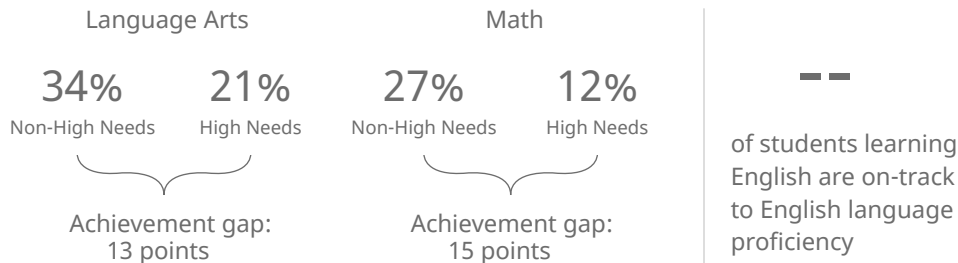 Language Arts
34% 21%
Non-High Needs High Needs
Achievement gap:
13 points
Math
27% 12%
Non-High Needs High Needs
Achievement gap:
15 points
--
of students learning
English are on-track
to English language
proficiency